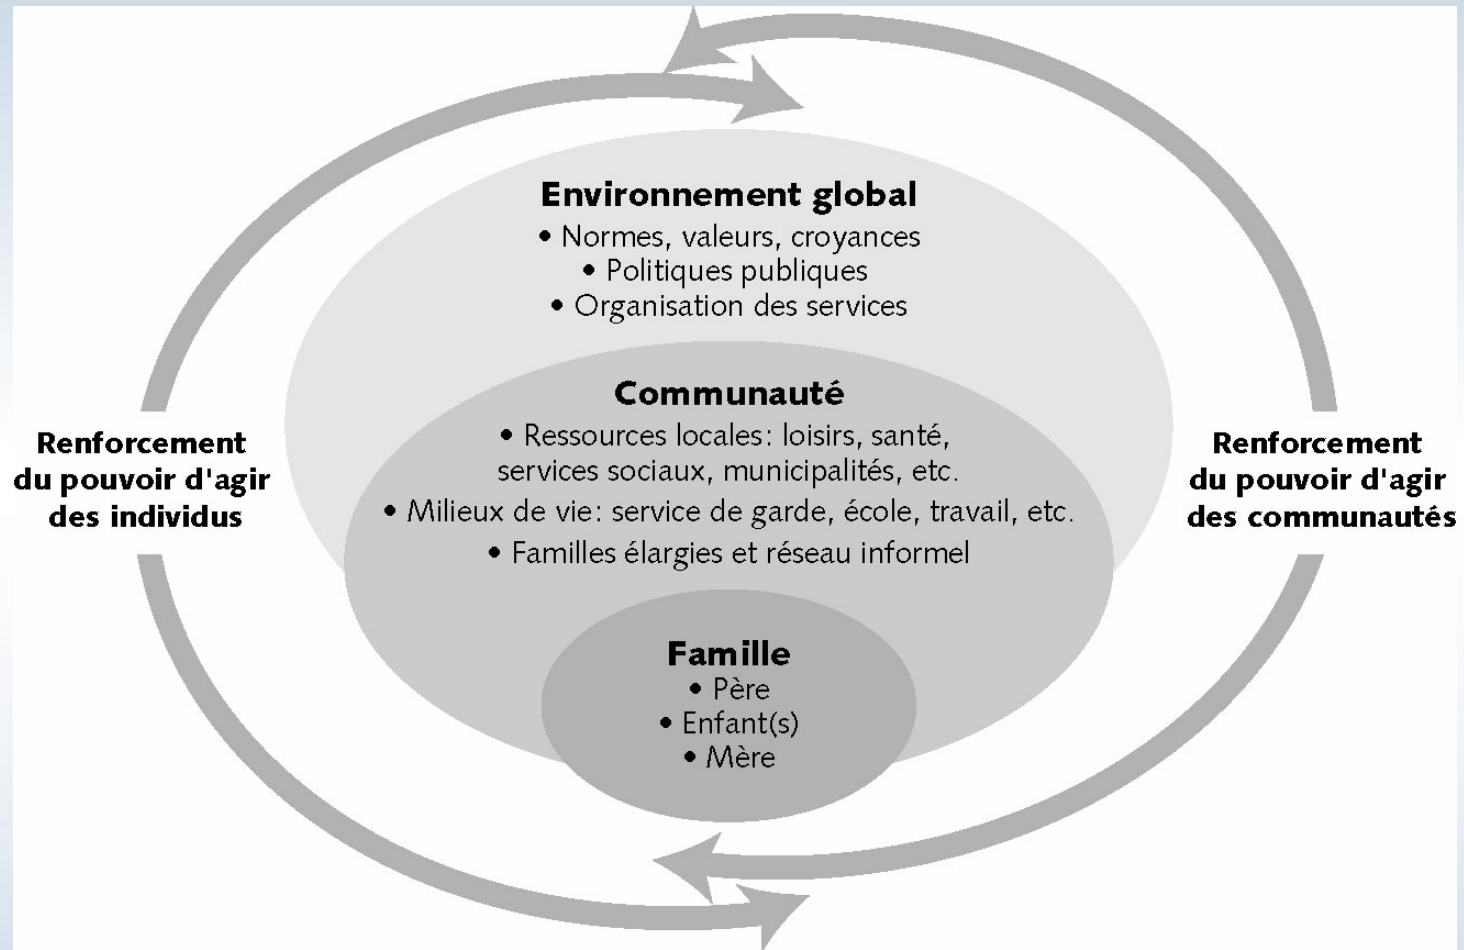 Environnement global
• Normes, valeurs, croyances
• Politiques publiques
• Organisation des services
Communauté
• Ressources locales: loisirs, santé,
services sociaux, municipalités, etc.
• Milieux de vie: service de garde, école, travail, etc.
• Familles élargies et réseau informel
Famille
• Père
• Enfant(s)
• Mère
Renforcement
du pouvoir d'agir
des individus
Renforcement
du pouvoir d'agir
des communautés